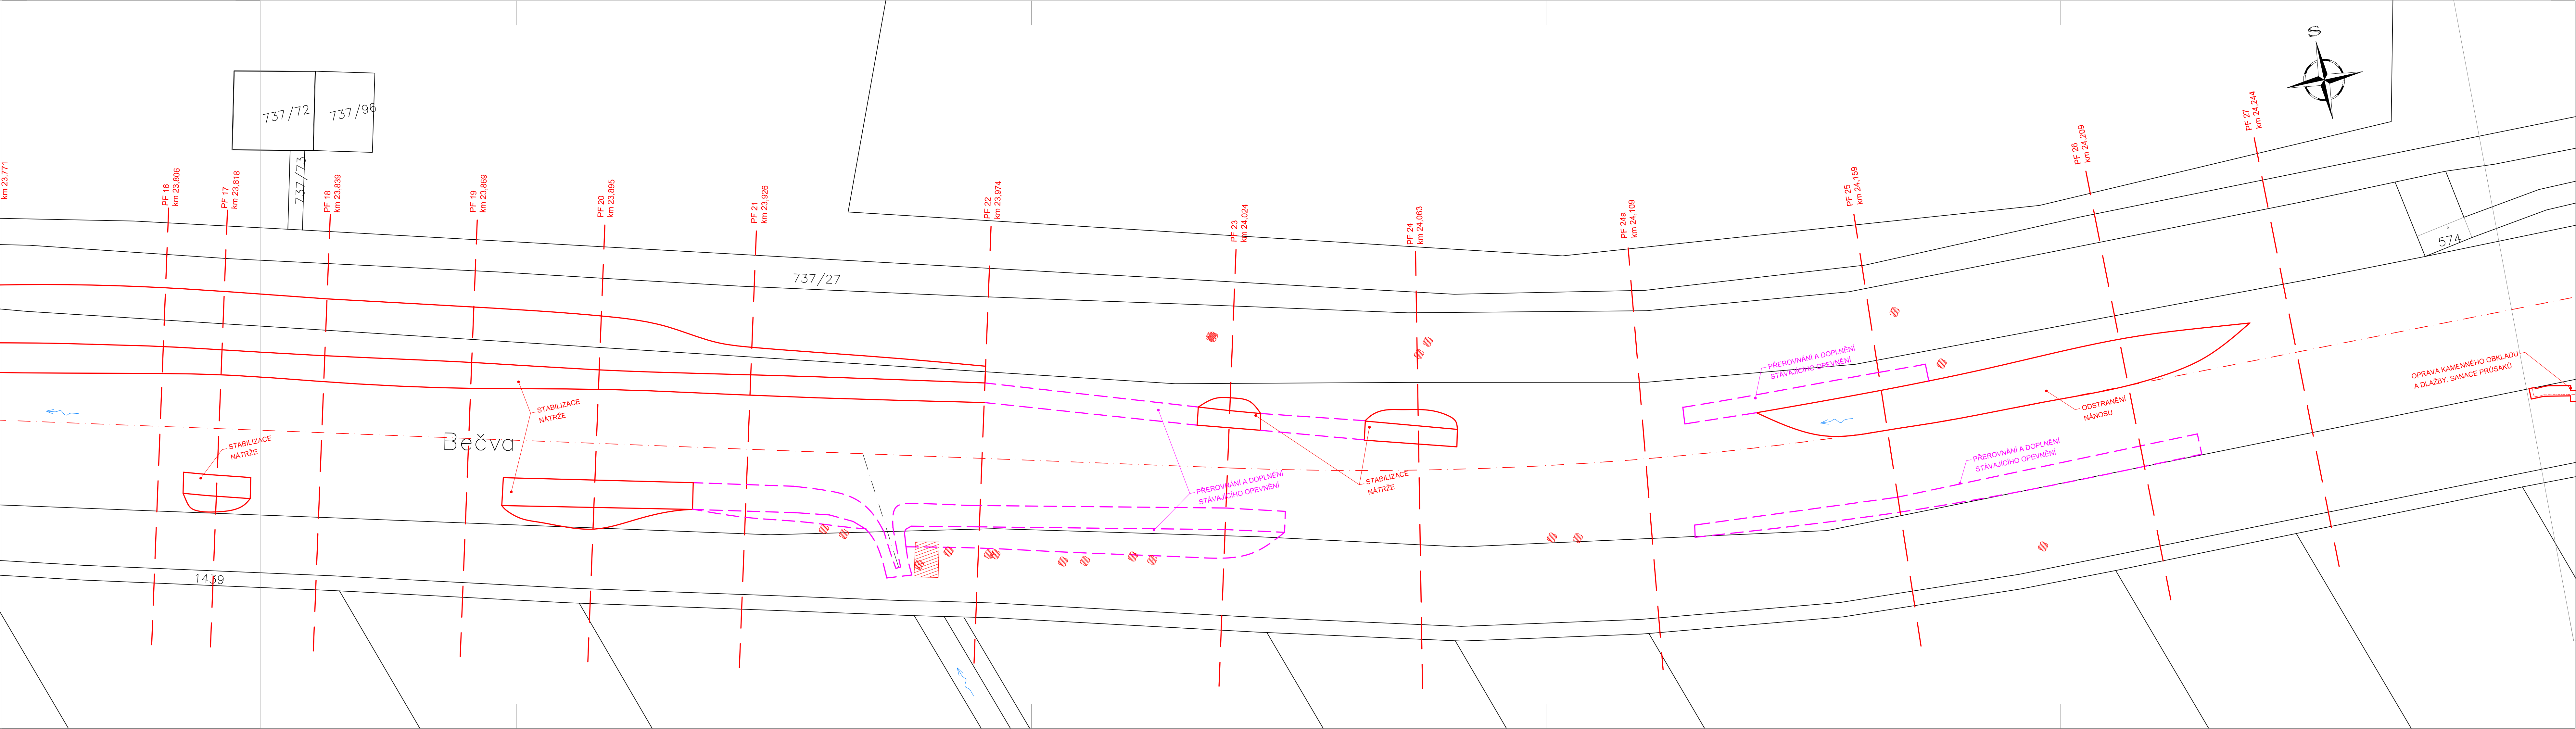 S
737/72
737/96
737/73
km 23,771
PF 16
km 23,806
PF 17
km 23,818
PF 18
km 23,839
PF 19
km 23,869
PF 20
km 23,895
PF 21
km 23,926
PF 22
km 23,974
PF 23
km 24,024
PF 24
km 24,063
PF 24a
km 24,109
PF 25
km 24,159
PF 26
km 24,209
PF 27
km 24,244
574
737/27
PŘEROVNÁNÍ A DOPLNĚNÍ
STÁVAJÍCÍHO OPEVNĚNÍ
OPRAVA KAMENNÉHO OBKLADU
A DLAŽBY, SANACE PRŮSAKŮ
STABILIZACE
NÁTRŽE
ODSTRANĚNÍ
NÁNOSU
Bečva
STABILIZACE
NÁTRŽE
PŘEROVNÁNÍ A DOPLNĚNÍ
STÁVAJÍCÍHO OPEVNĚNÍ
STABILIZACE
NÁTRŽE
PŘEROVNÁNÍ A DOPLNĚNÍ
STÁVAJÍCÍHO OPEVNĚNÍ
1439